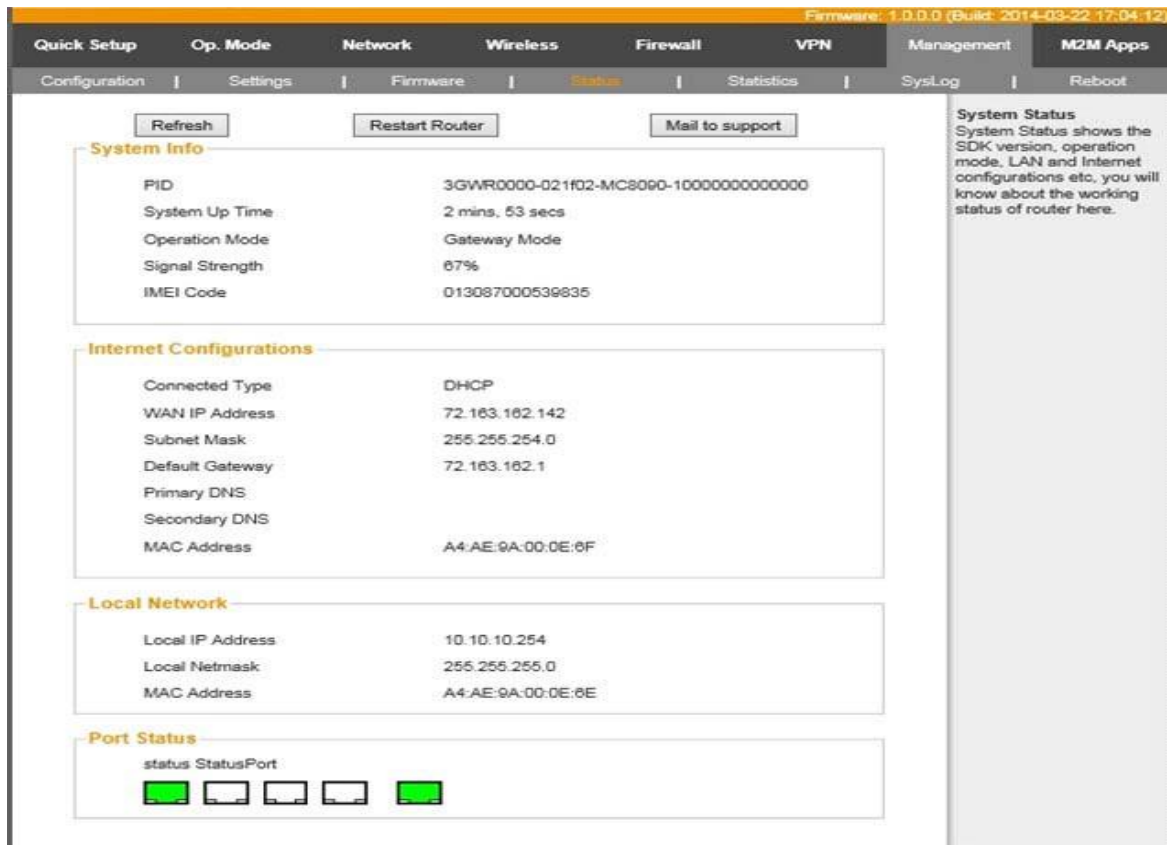 Firmware: 1.0.0.0 (Build: 2014-03-22 17:04:12)
Quick Setup Op. Mode Network Wireless Firewall VPN Management M2M Apps
Configuration | Settings | Firmware | Status | Statistics | SysLog | Reboot
Refresh Restart Router Mail to support
System Info
PID 3GWR0000-021f02-MC8090-10000000000000
System Up Time 2 mins, 53 secs
Operation Mode Gateway Mode
Signal Strength 67%
IMEI Code 013087000539835
Internet Configurations
Connected Type DHCP
WAN IP Address 72.163.162.142
Subnet Mask 255.255.254.0
Default Gateway 72.163.162.1
Primary DNS
Secondary DNS
MAC Address A4:AE:9A:00:0E:6F
Local Network
Local IP Address 10.10.10.254
Local Netmask 255.255.255.0
MAC Address A4:AE:9A:00:0E:6E
Port Status
status StatusPort
System Status
System Status shows the
SDK version, operation
mode, LAN and Internet
configurations etc, you will
know about the working
status of router here.